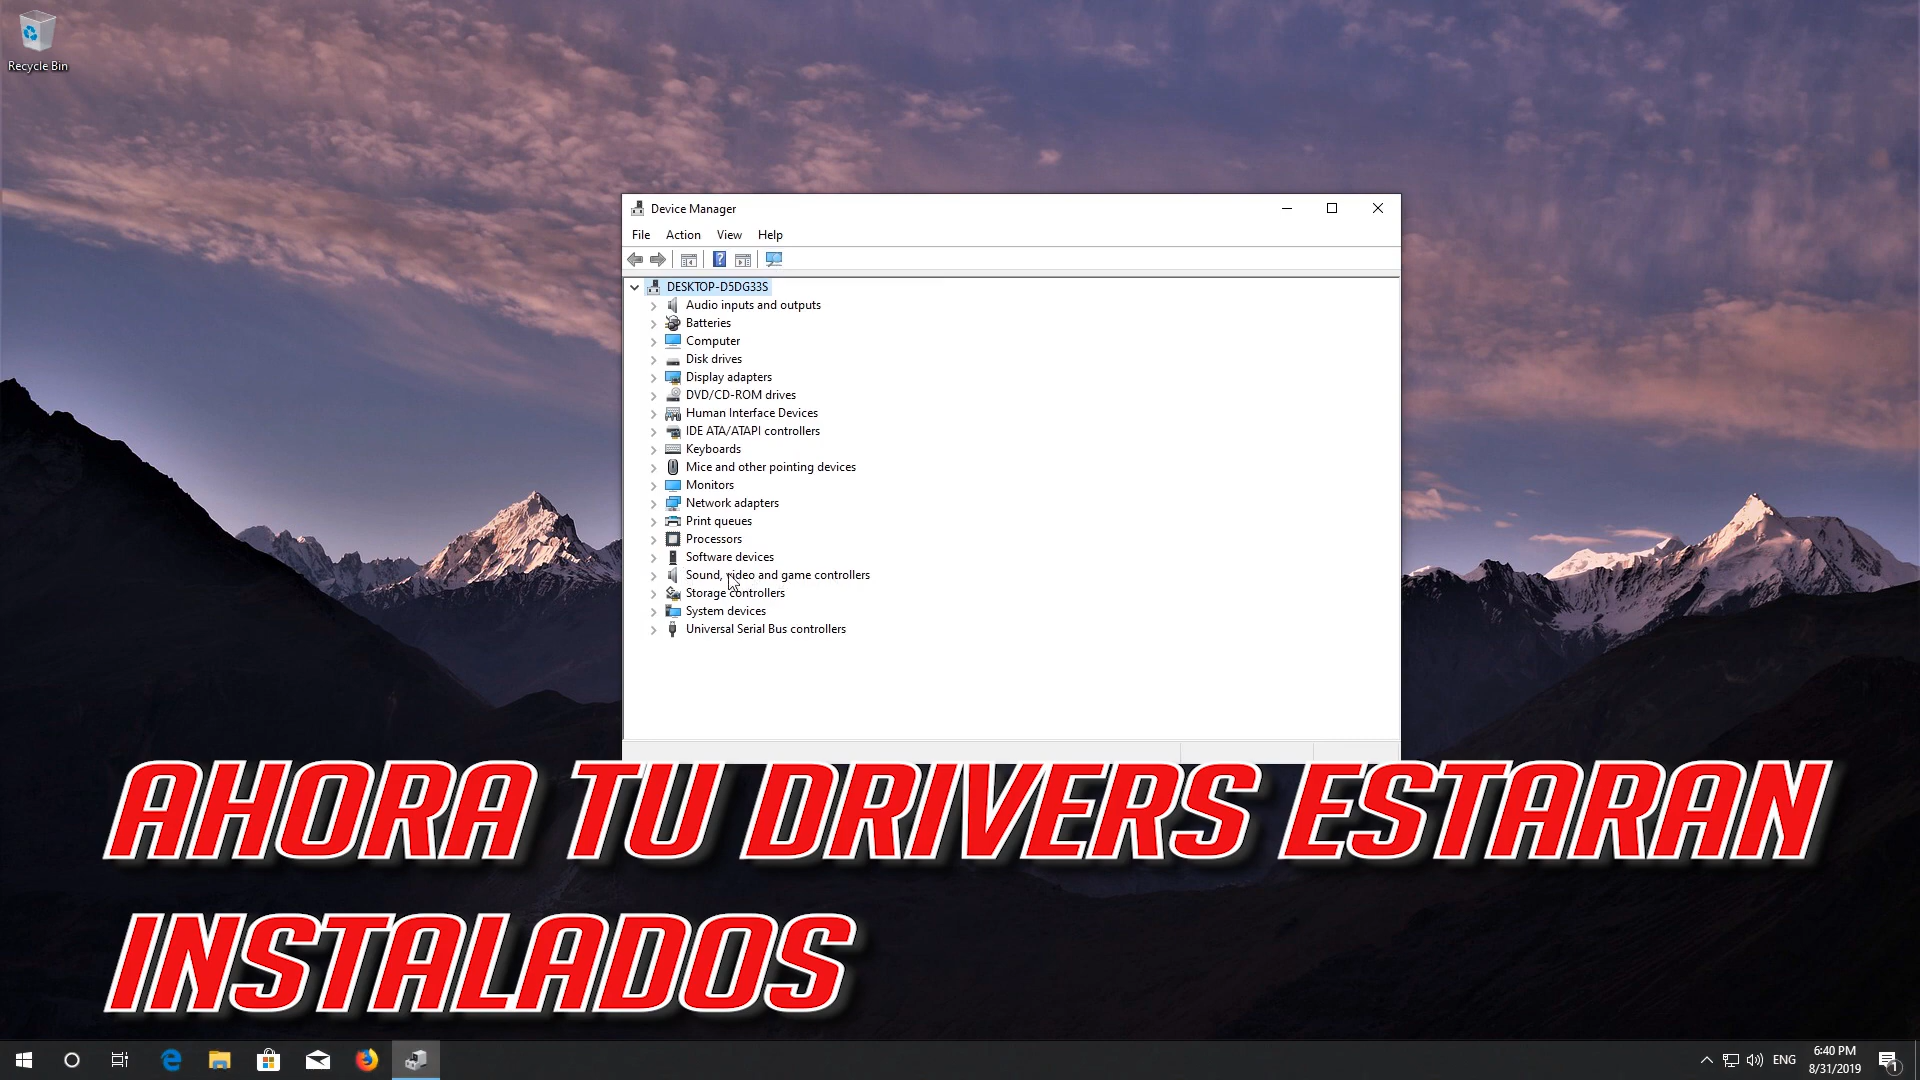 Recycle Bin
Device Manager
File Action View Help
DESKTOP-D5DG33S
Audio inputs and outputs
Batteries
Computer
Disk drives
Display adapters
DVD/CD-ROM drives
Human Interface Devices
IDE ATA/ATAPI controllers
Keyboards
Mice and other pointing devices
Monitors
Network adapters
Print queues
Processors
Software devices
Sound, video and game controllers
Storage controllers
System devices
Universal Serial Bus controllers
AHORA TU DRIVERS ESTARAN
INSTALADOS
ENG
6:40 PM
8/31/2019
1